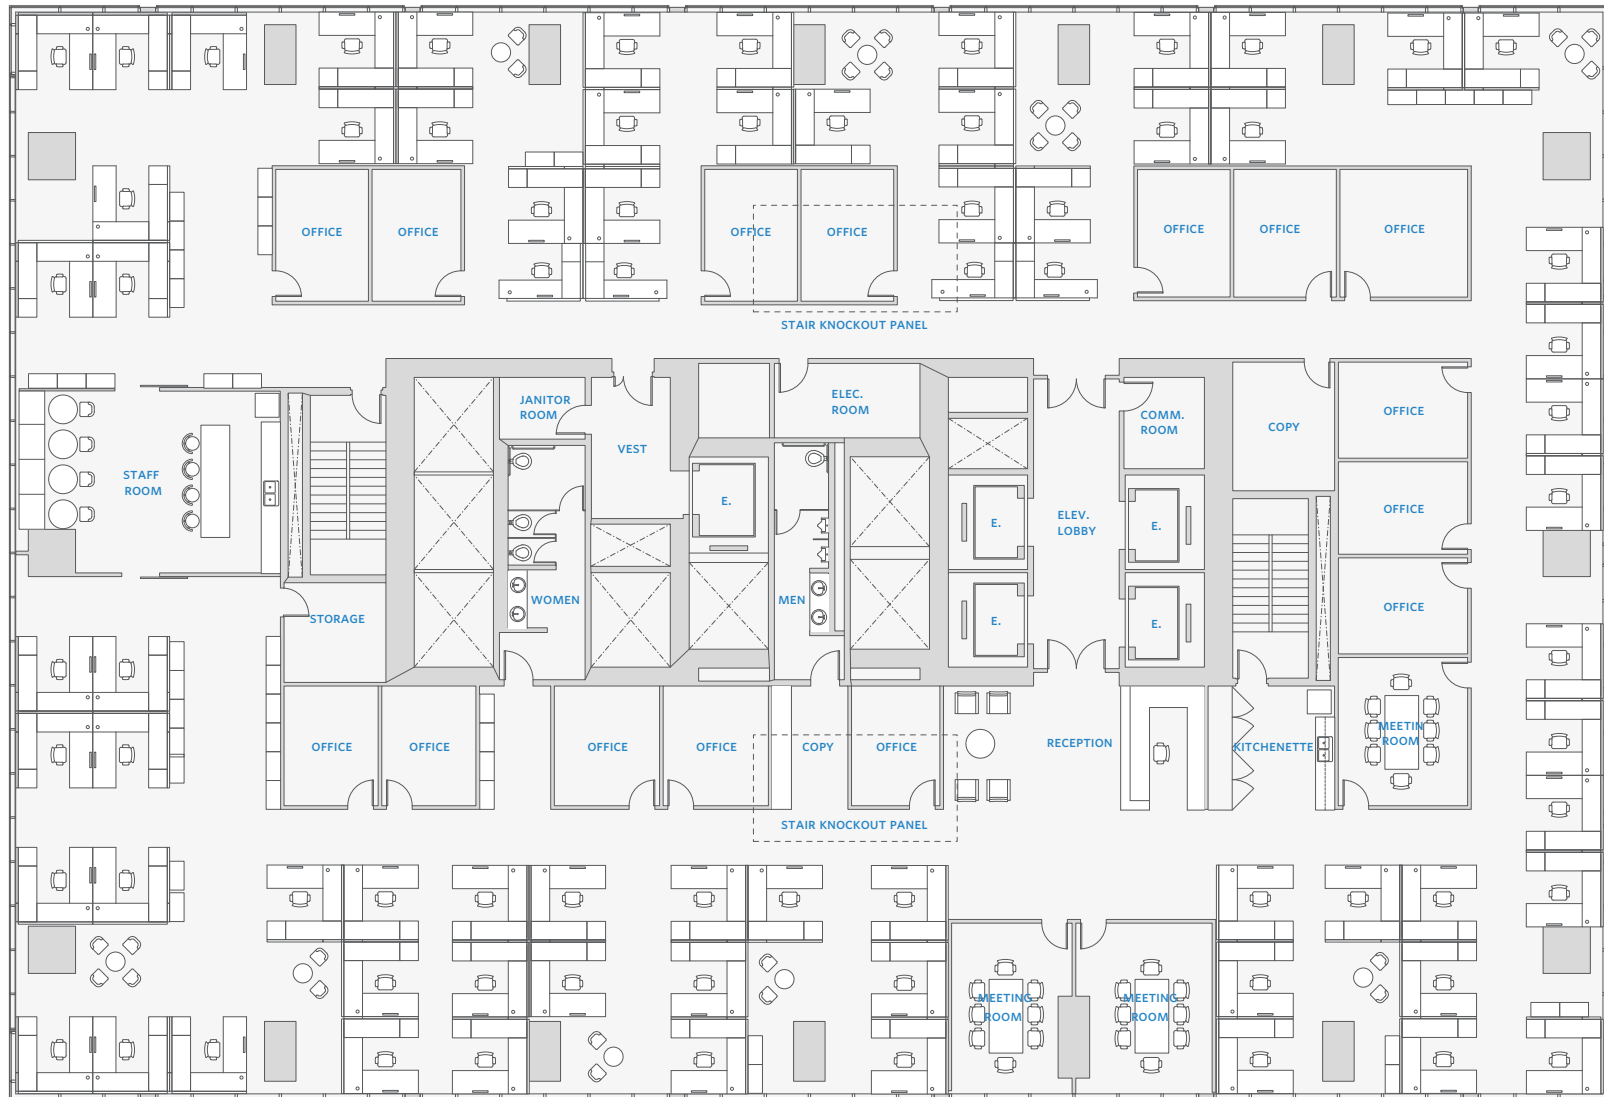 OFFICE
OFFICE
OFFICE
OFFICE
OFFICE
OFFICE
OFFICE
STAIR KNOCKOUT PANEL
JANITOR
ROOM
ELEC.
ROOM
COMM.
ROOM
OFFICE
COPY
VEST
STAFF
ROOM
E.
E.
ELEV.
LOBBY
E.
OFFICE
WOMEN
MEN
STORAGE
E.
E.
OFFICE
OFFICE
OFFICE
OFFICE
OFFICE
COPY
OFFICE
RECEPTION
KITCHENETTE
MEETIN
ROOM
STAIR KNOCKOUT PANEL
MEETING
ROOM
MEETING
ROOM